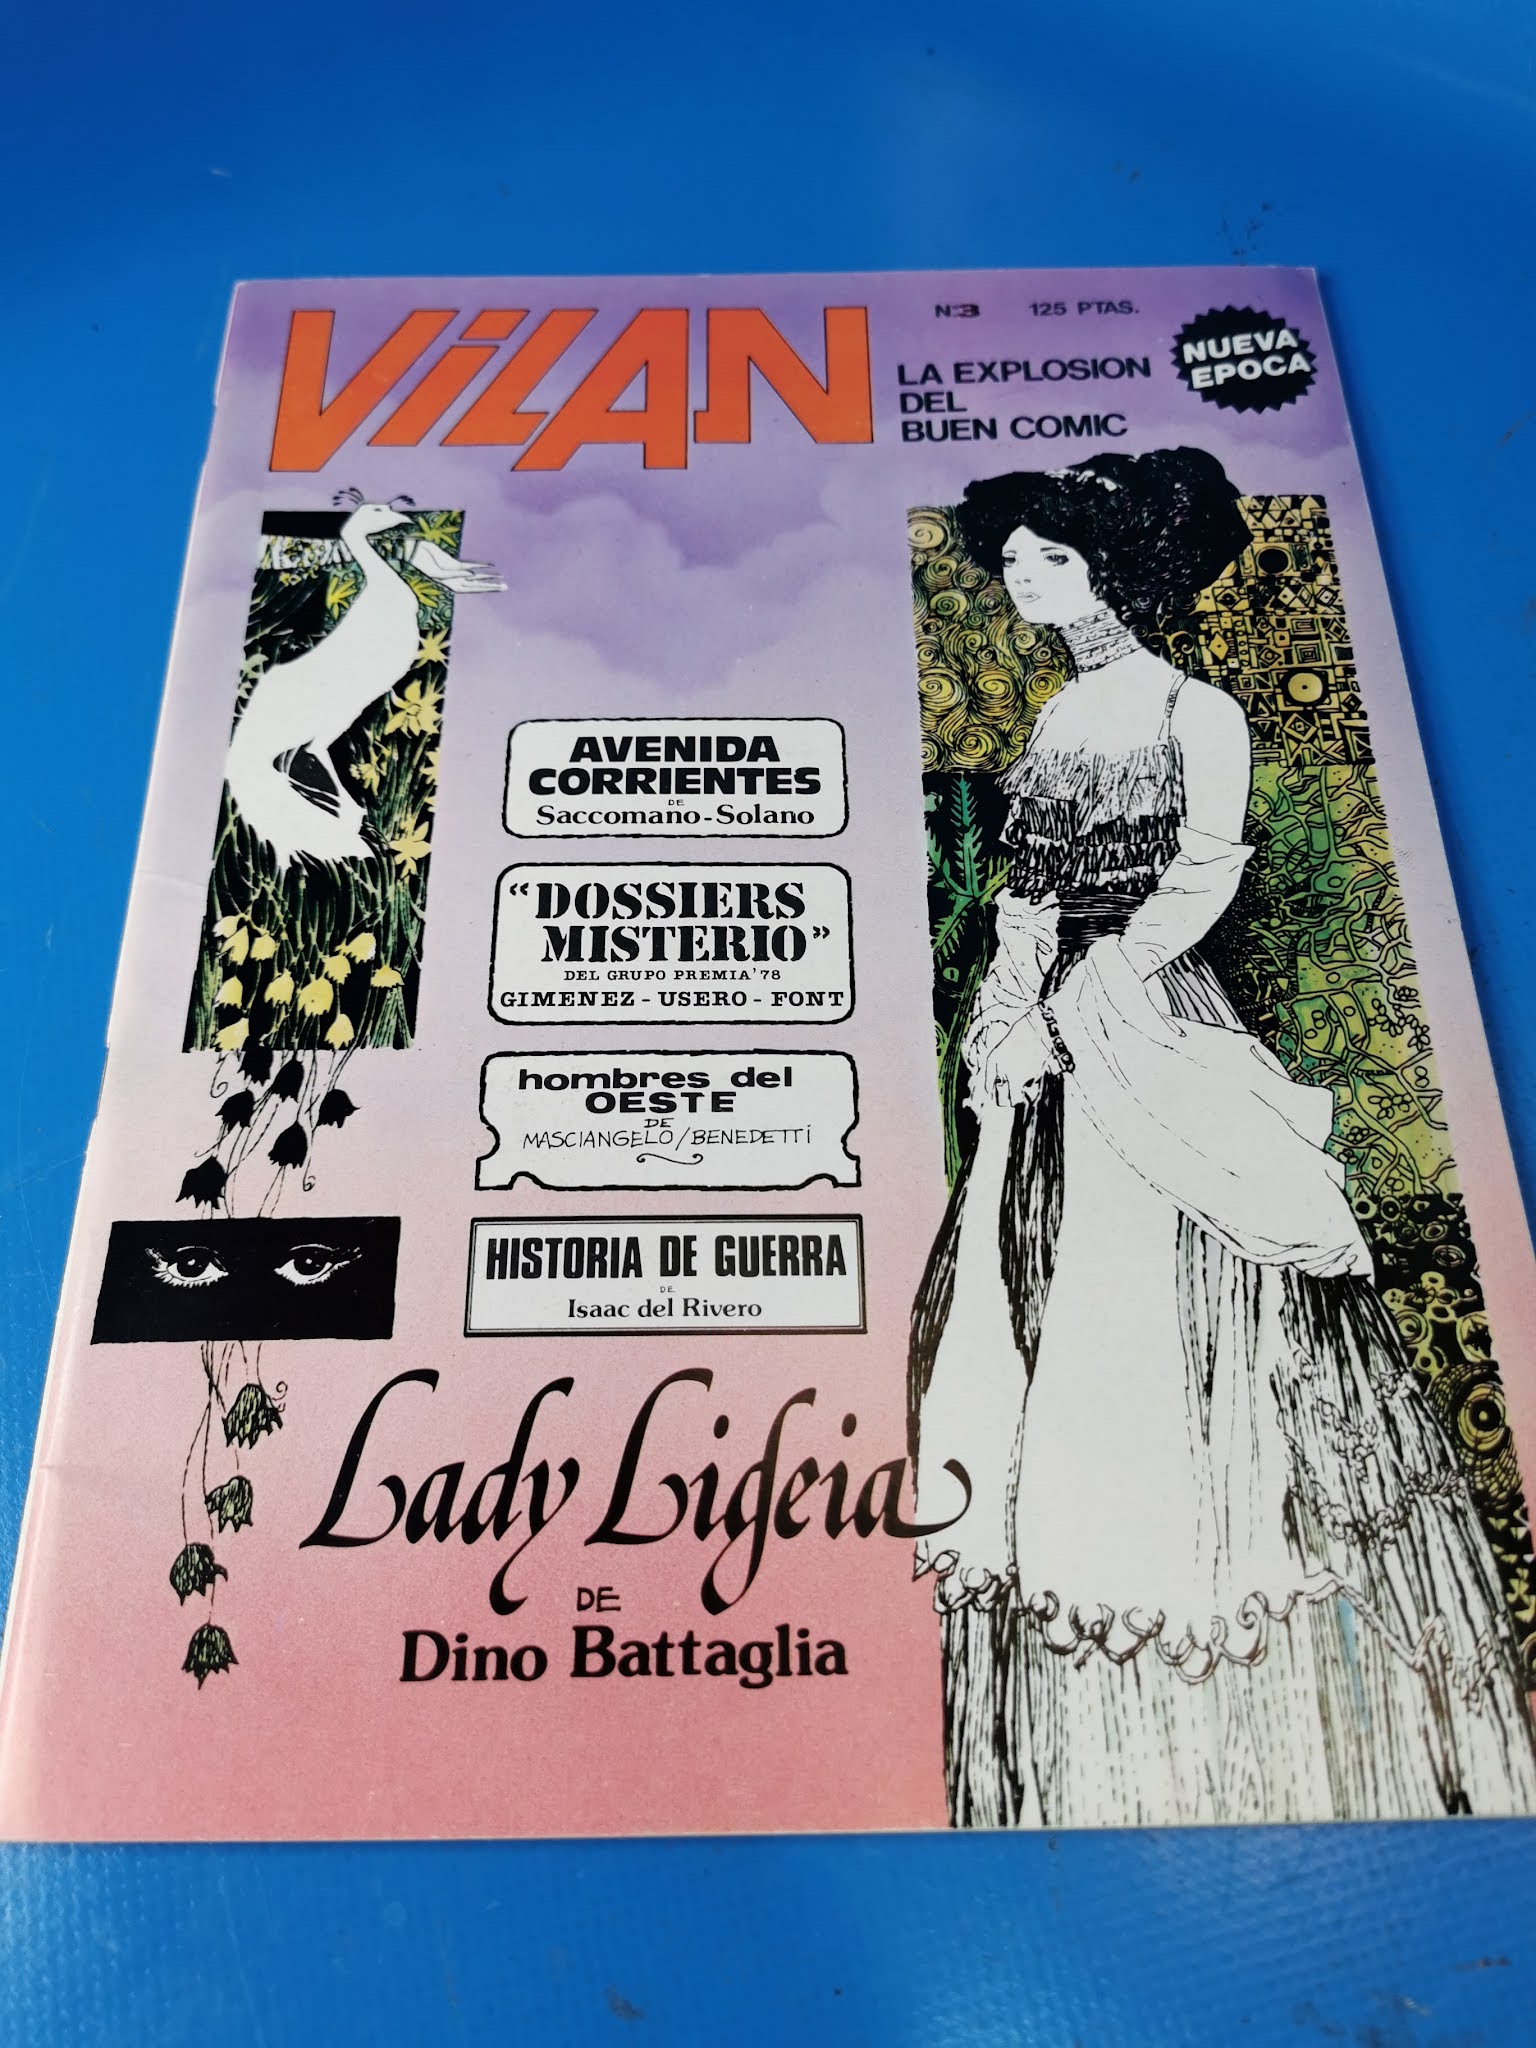 VILAN
Nº3
125 PTAS.
LA EXPLOSION
DEL
BUEN COMIC
NUEVA
EPOCA
AVENIDA
CORRIENTES
DE
Saccomano-Solano
“DOSSIERS
MISTERIO”
DEL GRUPO PREMIA'78
GIMENEZ - USERO - FONT
hombres del
OESTE
DE
MASCIANGELO/BENEDETTI
HISTORIA DE GUERRA
DE
Isaac del Rivero
Lady Ligeia
DE
Dino Battaglia